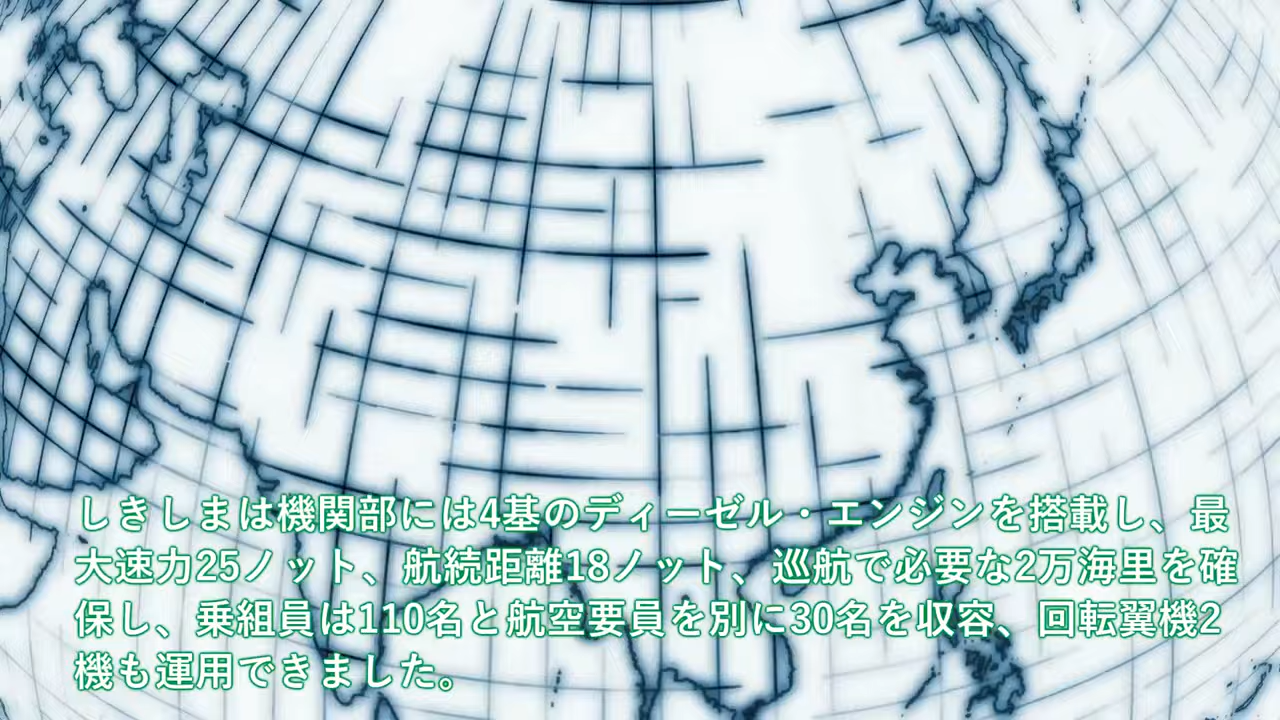 しきしまは機関部には4基のディーゼル・エンジンを搭載し、最
大速力25ノット、航続距離18ノット、巡航で必要な2万海里を確
保し、乗組員は110名と航空要員を別に30名を収容、回転翼機2
機も運用できました。